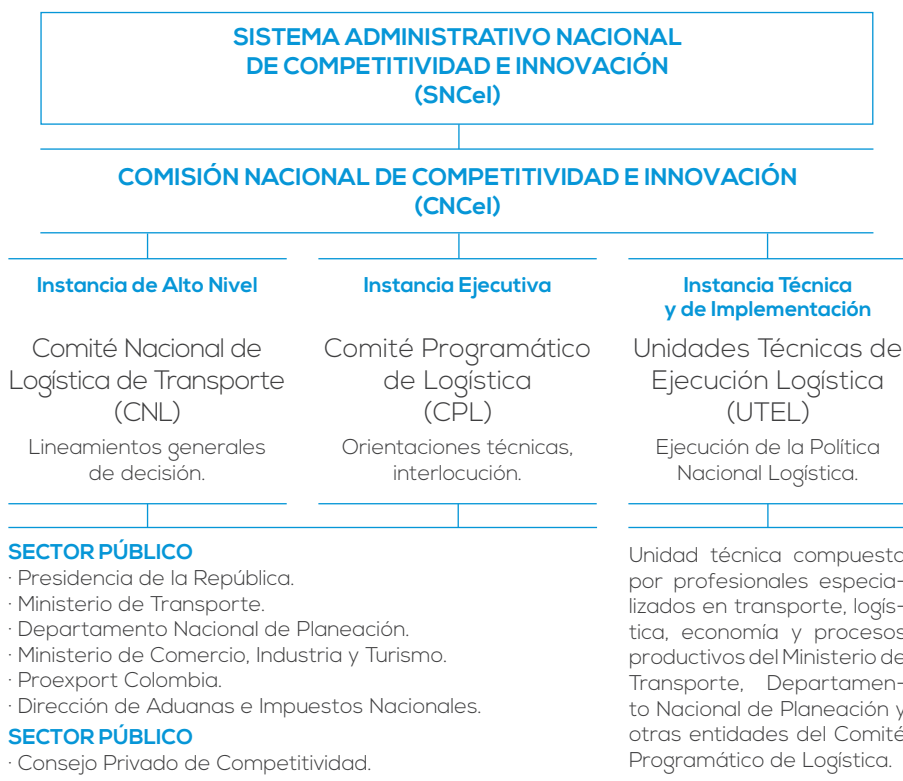 SISTEMA ADMINISTRATIVO NACIONAL
DE COMPETITIVIDAD E INNOVACIÓN
(SNCeI)
COMISIÓN NACIONAL DE COMPETITIVIDAD E INNOVACIÓN
(CNCeI)
Instancia de Alto Nivel
Comité Nacional de
Logística de Transporte
(CNL)
Lineamientos generales
de decisión.
Instancia Ejecutiva
Comité Programático
de Logística
(CPL)
Orientaciones técnicas,
interlocución.
Instancia Técnica
y de Implementación
Unidades Técnicas de
Ejecución Logística
(UTEL)
Ejecución de la Política
Nacional Logística.
SECTOR PÚBLICO
· Presidencia de la República.
· Ministerio de Transporte.
· Departamento Nacional de Planeación.
· Ministerio de Comercio, Industria y Turismo.
· Proexport Colombia.
· Dirección de Aduanas e Impuestos Nacionales.
SECTOR PÚBLICO
· Consejo Privado de Competitividad.
Unidad técnica compuesta
por profesionales especia-
lizados en transporte, logís-
tica, economía y procesos
productivos del Ministerio de
Transporte, Departamen-
to Nacional de Planeación y
otras entidades del Comité
Programático de Logística.